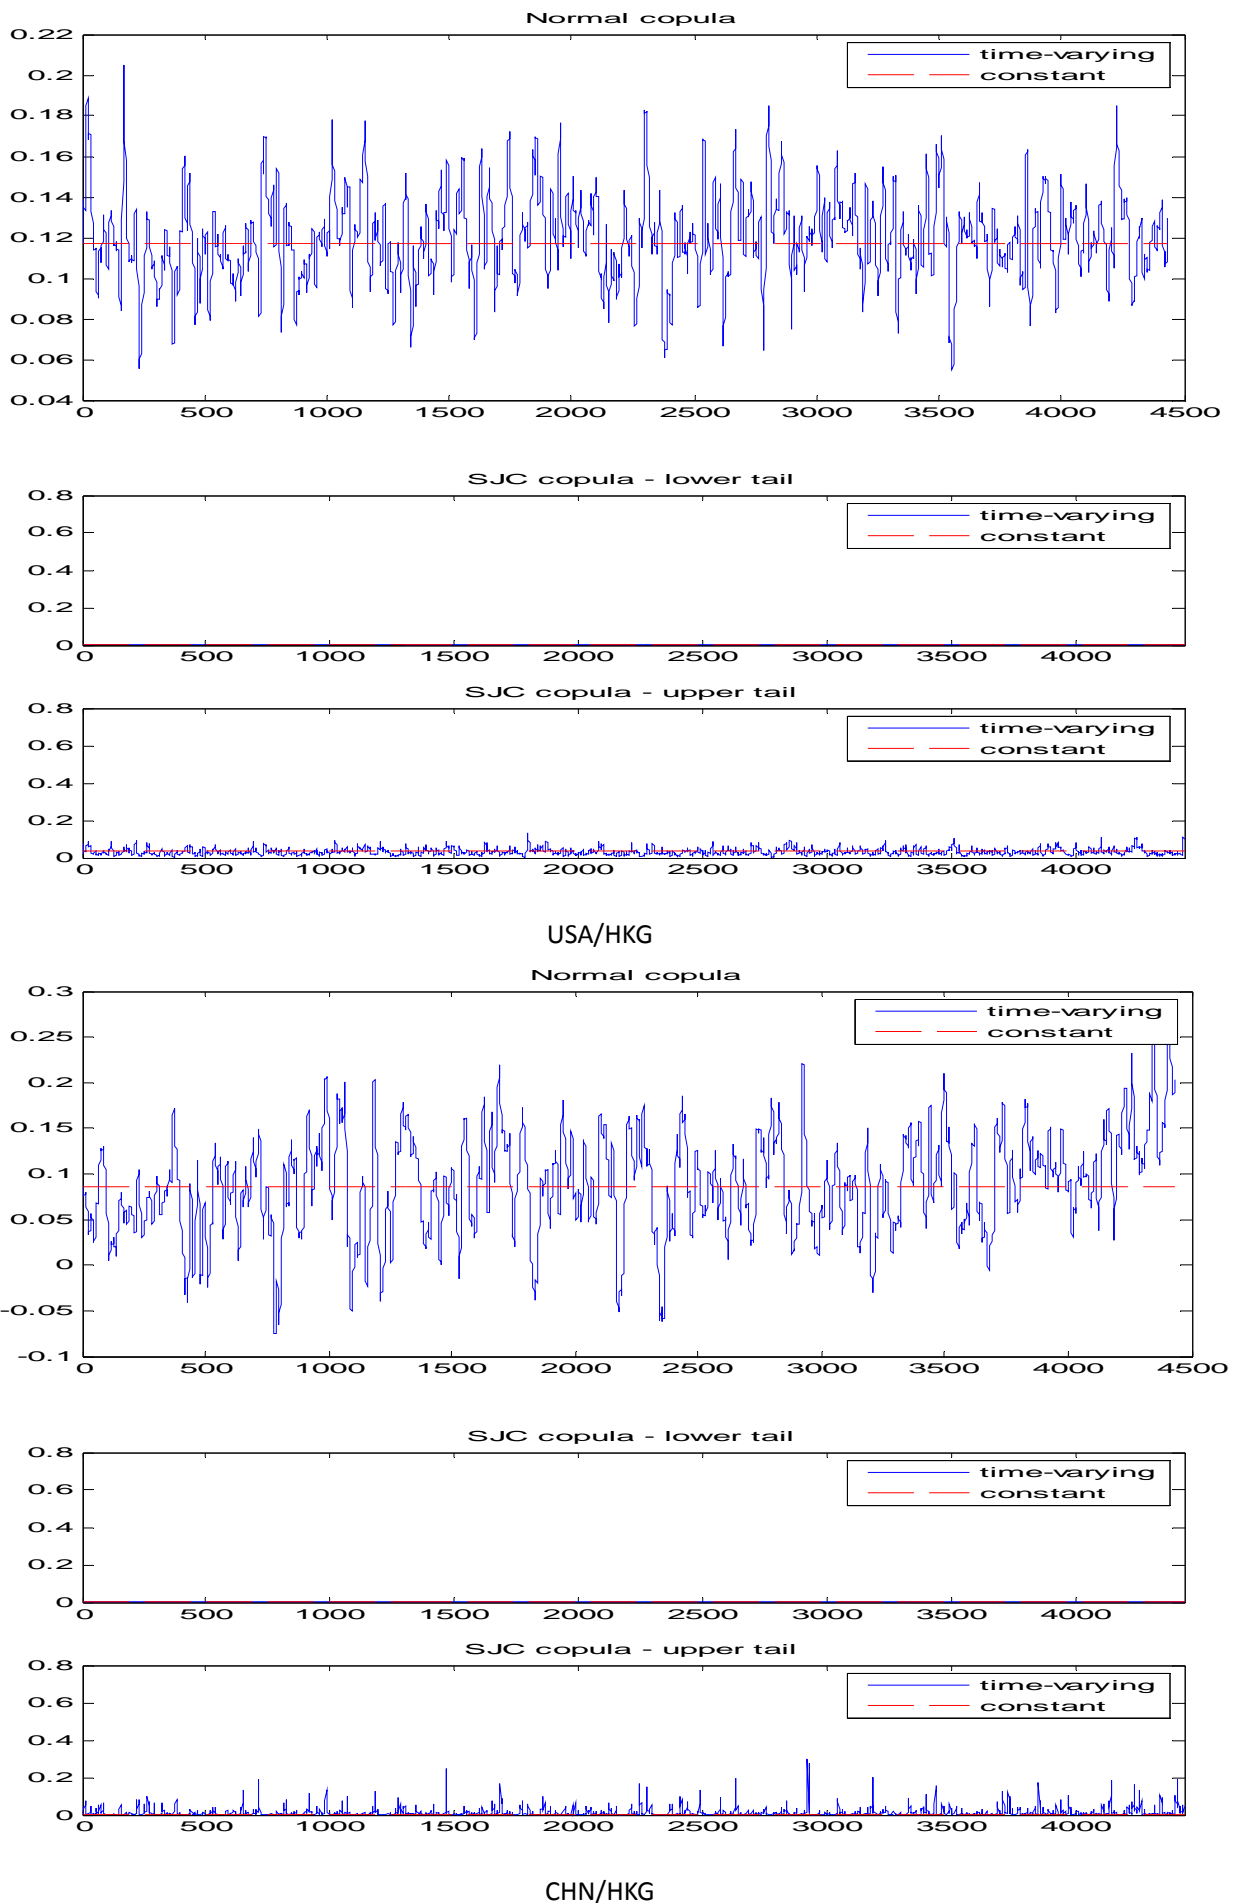 Normal copula
0.22
time-varying
constant
0.2
0.18
0.16
0.14
0.12
0.1
0.08
0.06
0.04
0 500 1000 1500 2000 2500 3000 3500 4000 4500
SJC copula - lower tail
0.8
time-varying
constant
0.6
0.4
0.2
0
0 500 1000 1500 2000 2500 3000 3500 4000
SJC copula - upper tail
0.8
time-varying
constant
0.6
0.4
0.2
0
0 500 1000 1500 2000 2500 3000 3500 4000
USA/HKG
Normal copula
0.3
time-varying
constant
0.25
0.2
0.15
0.1
0.05
0
-0.05
-0.1
0 500 1000 1500 2000 2500 3000 3500 4000 4500
SJC copula - lower tail
0.8
time-varying
constant
0.6
0.4
0.2
0
0 500 1000 1500 2000 2500 3000 3500 4000
SJC copula - upper tail
0.8
time-varying
constant
0.6
0.4
0.2
0
0 500 1000 1500 2000 2500 3000 3500 4000
CHN/HKG